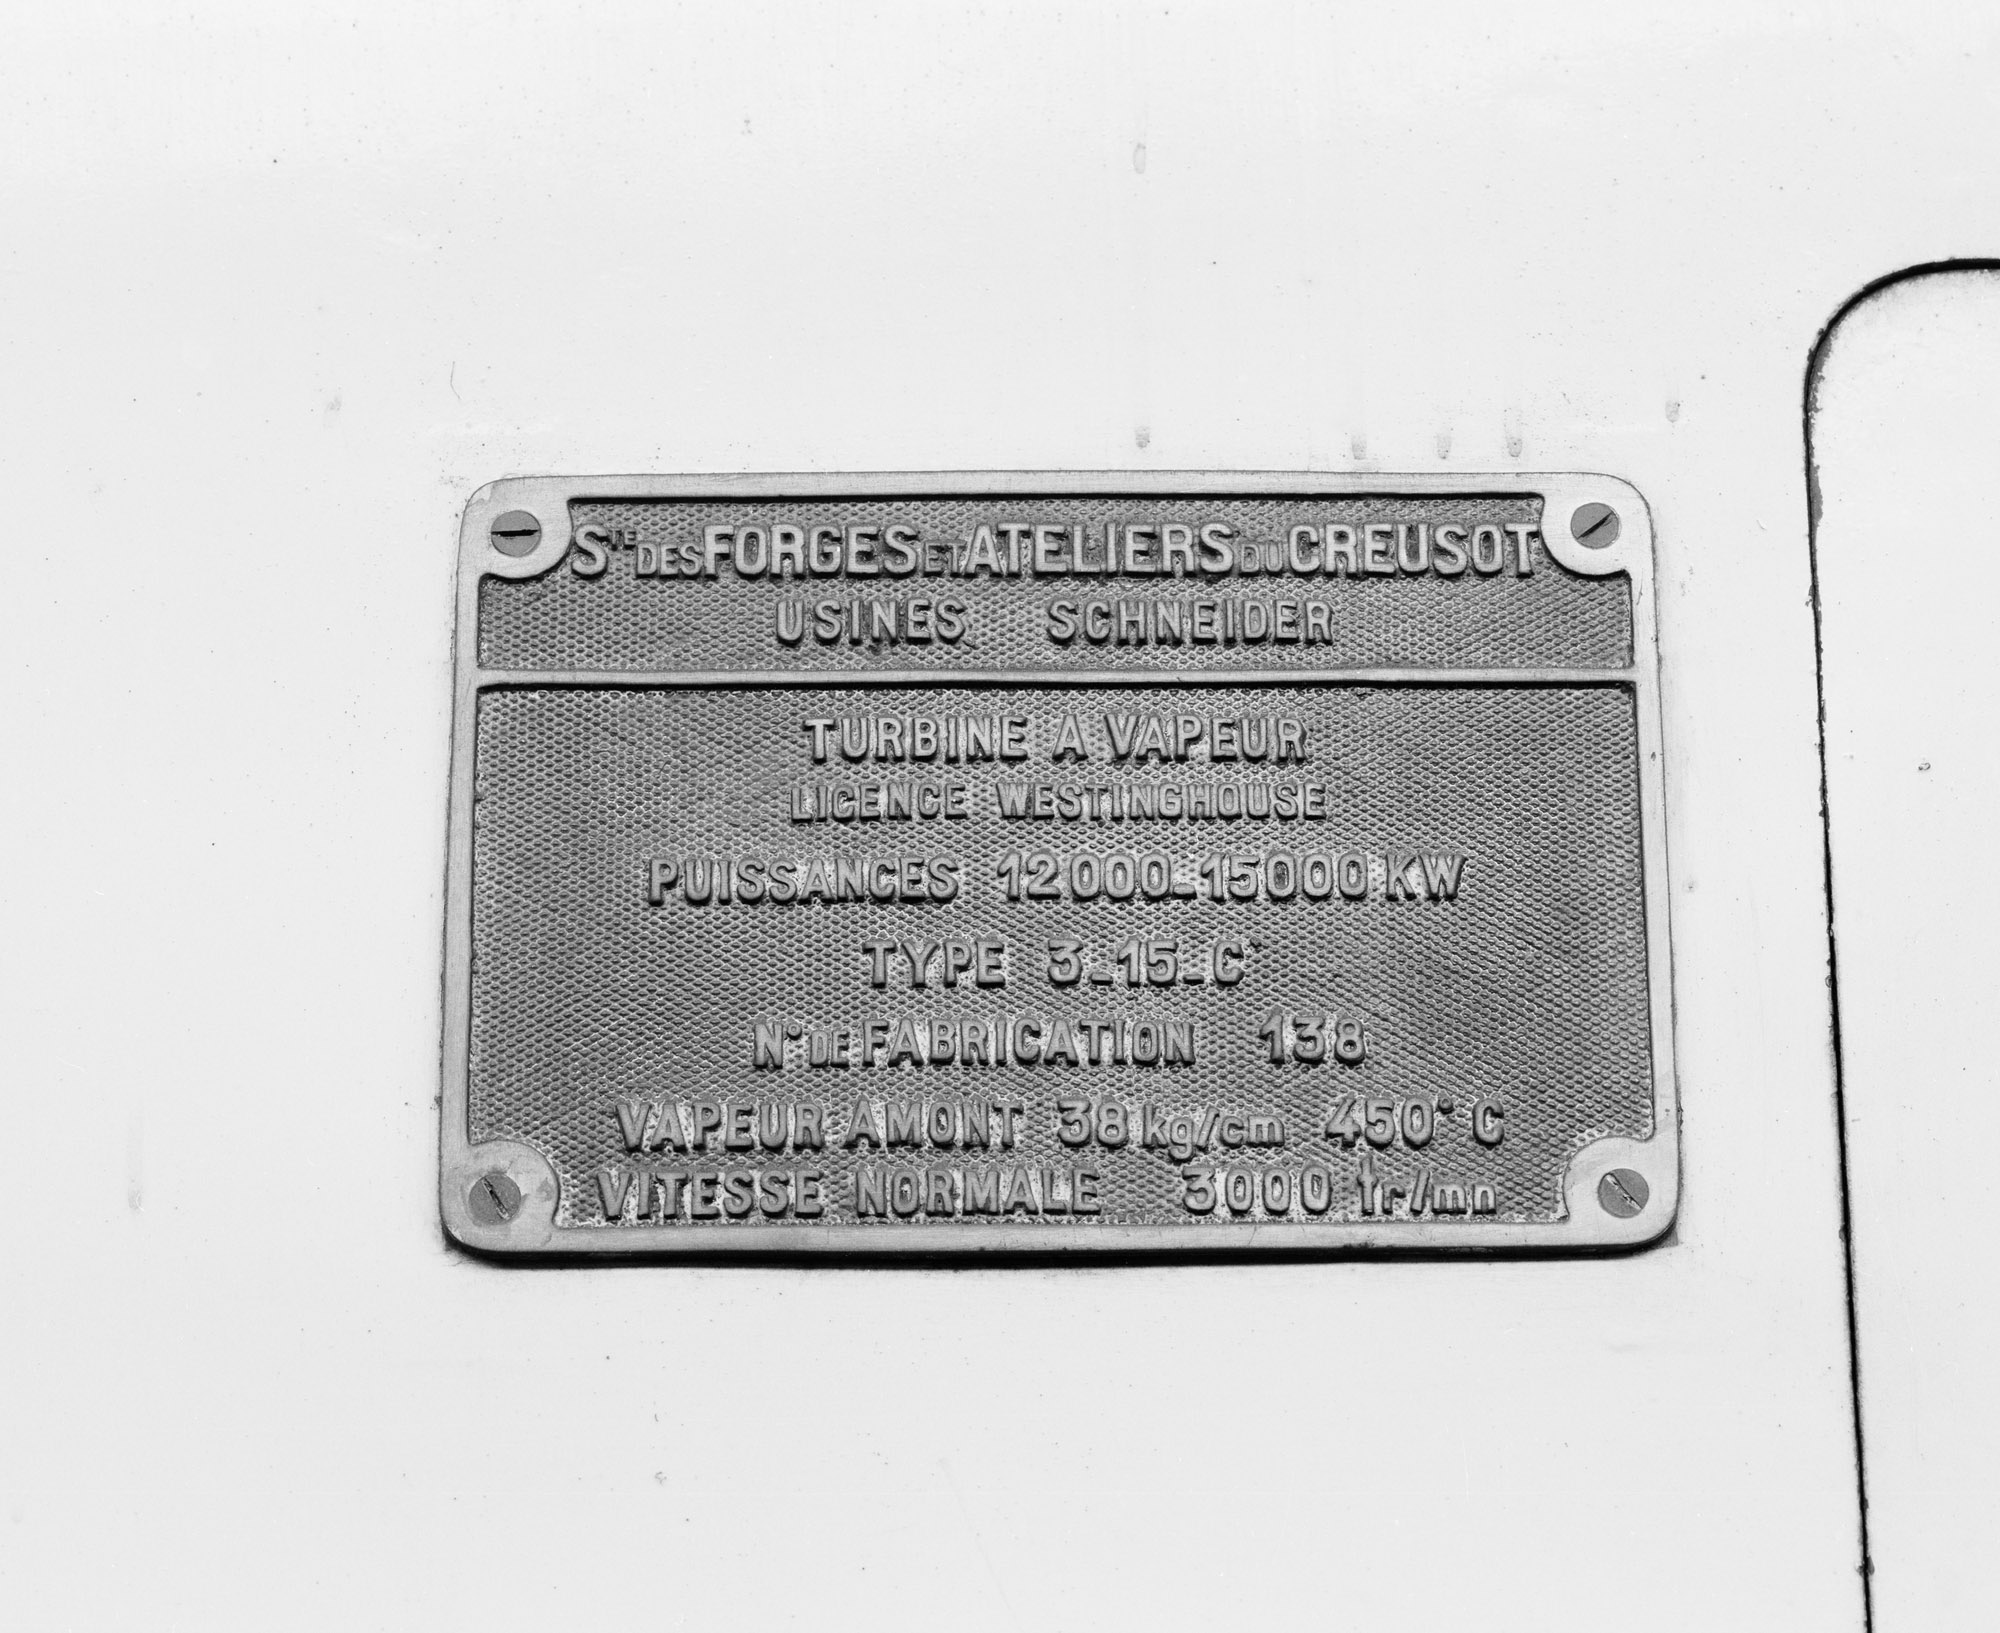 STE DES FORGES ET ATELIERS DU CREUSOT
USINES SCHNEIDER
TURBINE A VAPEUR
LICENCE WESTINGHOUSE
PUISSANCES 12000-15000 KW
TYPE 3-15-C
N° DE FABRICATION 138
VAPEUR AMONT 38 kg/cm 450° C
VITESSE NORMALE 3000 tr/mn